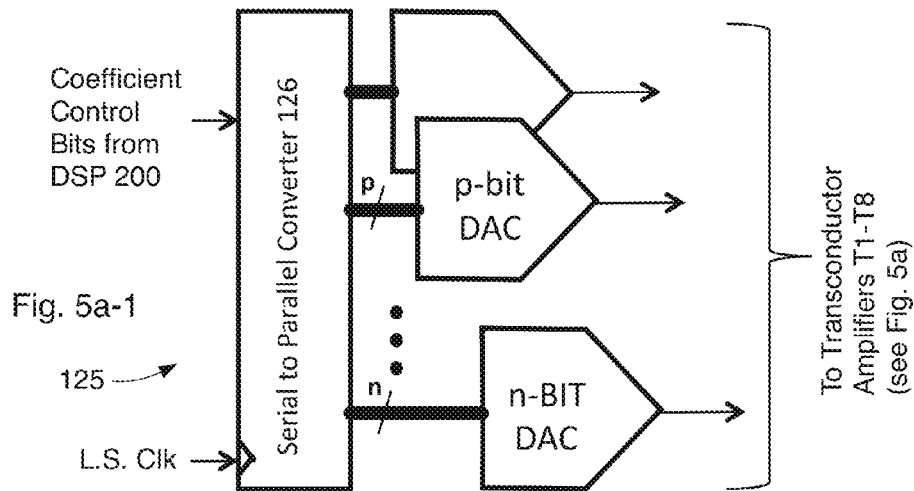 Coefficient
Control
Bits from
DSP 200
Serial to Parallel Converter 126
p
p-bit
DAC
To Transconductor
Amplifiers T1-T8
(see Fig. 5a)
Fig. 5a-1
125
n
n-BIT
DAC
L.S. Clk